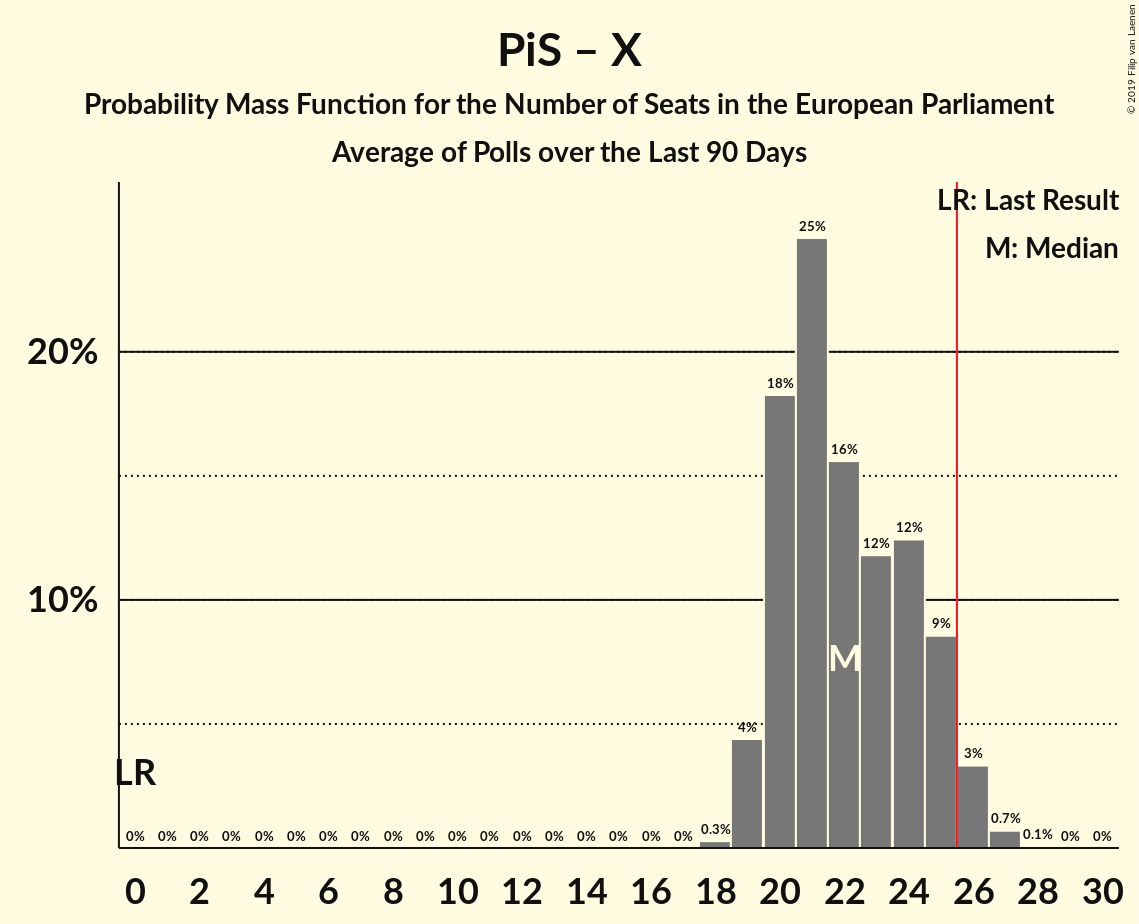 PiS – X
Probability Mass Function for the Number of Seats in the European Parliament
Average of Polls over the Last 90 Days
© 2019 Filip van Laenen
LR: Last Result
M: Median
25%
20%
18%
16%
12% 12%
10%
9%
M
4%
3%
LR
0% 0% 0% 0% 0% 0% 0% 0% 0% 0% 0% 0% 0% 0% 0% 0% 0% 0% 0.3% 0.7% 0.1% 0% 0%
0 2 4 6 8 10 12 14 16 18 20 22 24 26 28 30